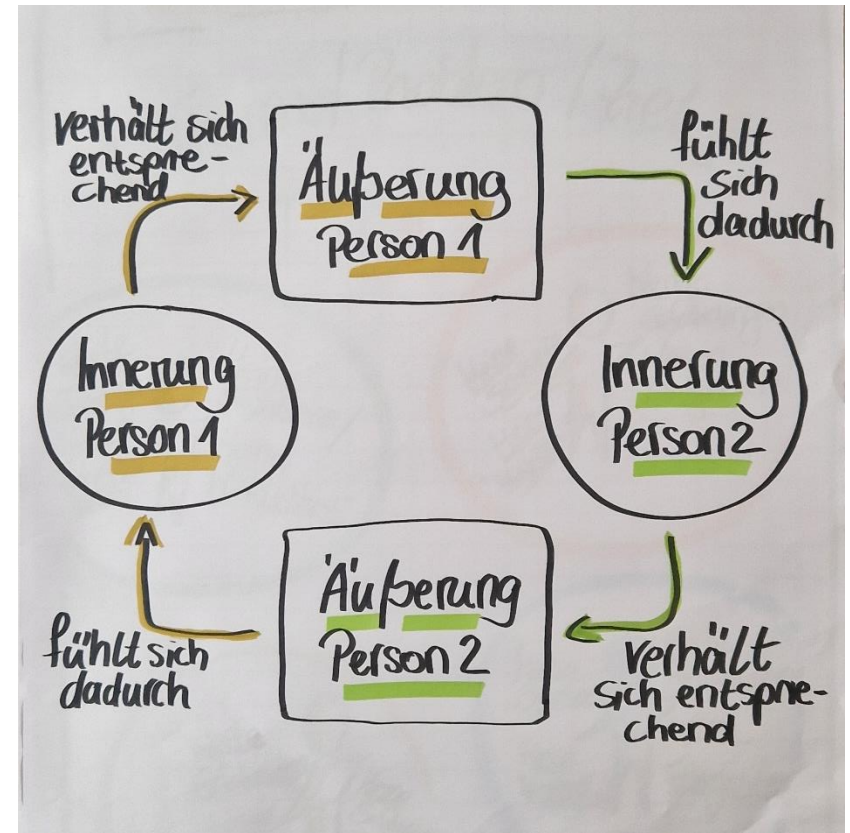 verhält sich
entspre-
chend
Äußerung
Person 1
fühlt
sich
dadurch
Innerung
Person 1
Innerung
Person 2
Äußerung
Person 2
fühlt sich
dadurch
verhält
sich entspre-
chend